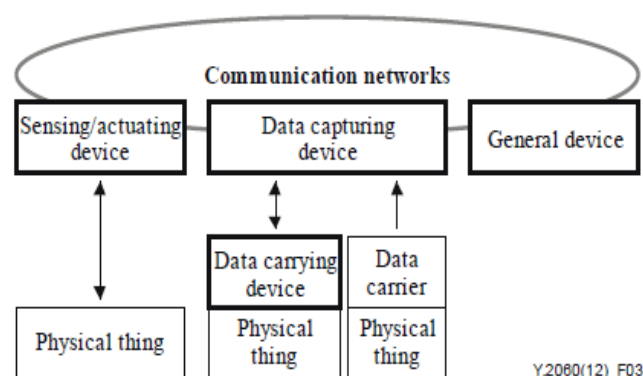 Communication networks
Sensing/actuating
device
Data capturing
device
General device
Data carrying
device
Data
carrier
Physical thing
Physical
thing
Physical
thing
Y.2060(12)_F03